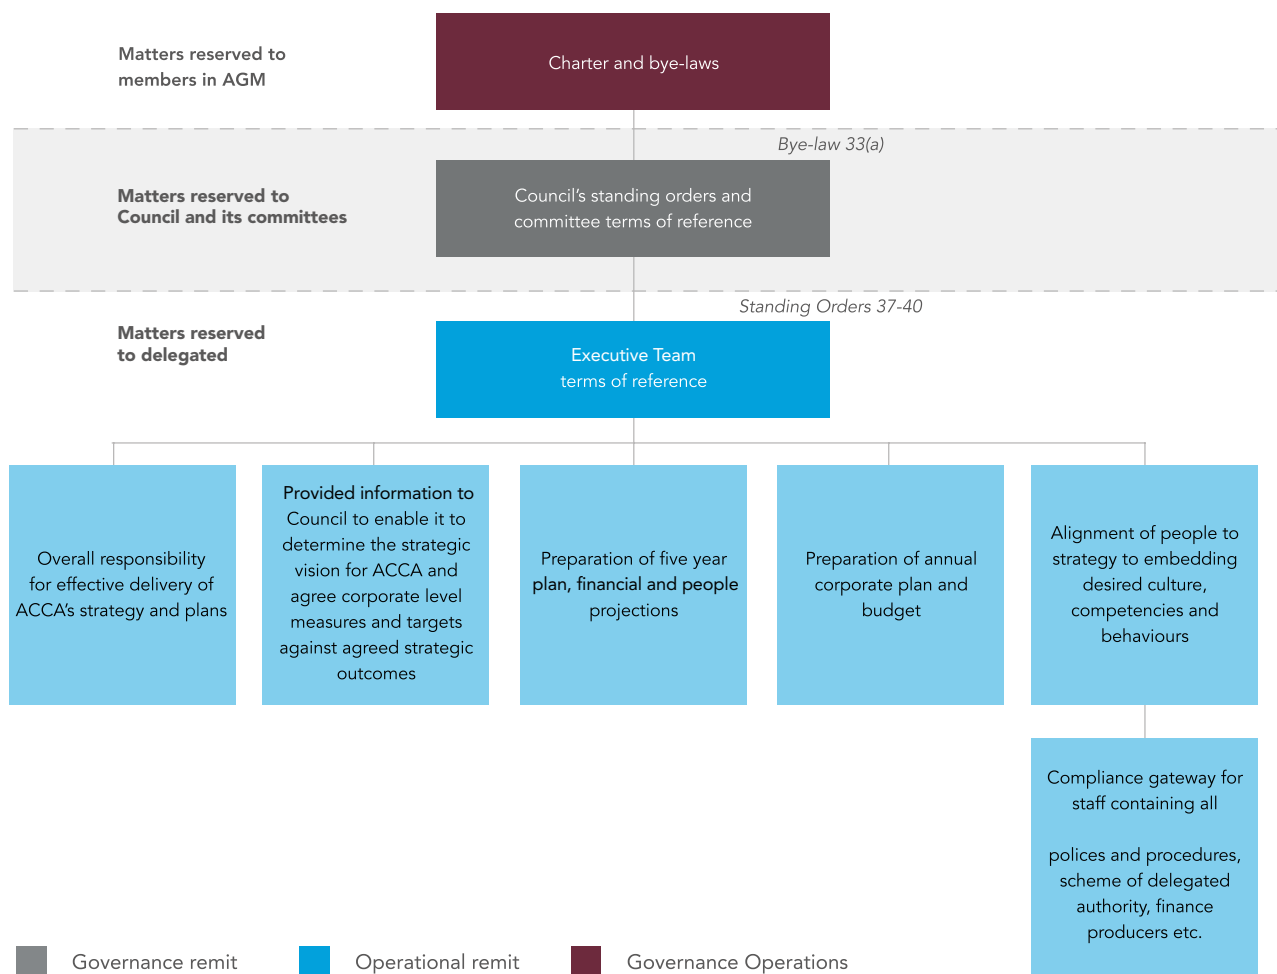 Matters reserved to
members in AGM
Charter and bye-laws
Bye-law 33(a)
Matters reserved to
Council and its committees
Council’s standing orders and
committee terms of reference
Standing Orders 37-40
Matters reserved
to delegated
Executive Team
terms of reference
Overall responsibility
for effective delivery of
ACCA’s strategy and plans
Provided information to
Council to enable it to
determine the strategic
vision for ACCA and
agree corporate level
measures and targets
against agreed strategic
outcomes
Preparation of five year
plan, financial and people
projections
Preparation of annual
corporate plan and
budget
Alignment of people to
strategy to embedding
desired culture,
competencies and
behaviours
Compliance gateway for
staff containing all
polices and procedures,
scheme of delegated
authority, finance
producers etc.
Governance remit
Operational remit
Governance Operations